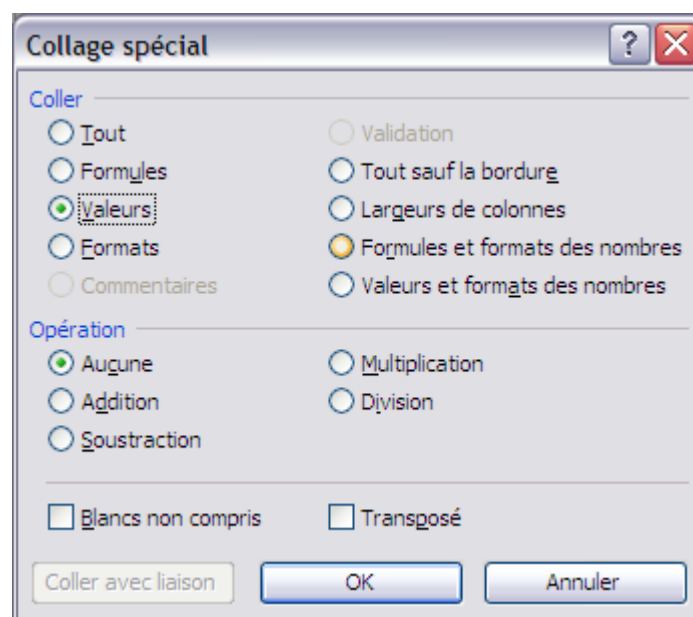 Collage spécial
Coller
Tout
Validation
Formules
Tout sauf la bordure
Valeurs
Largeurs de colonnes
Formats
Formules et formats des nombres
Commentaires
Valeurs et formats des nombres
Opération
Aucune
Multiplication
Addition
Division
Soustraction
Blancs non compris
Transposé
Coller avec liaison
OK
Annuler